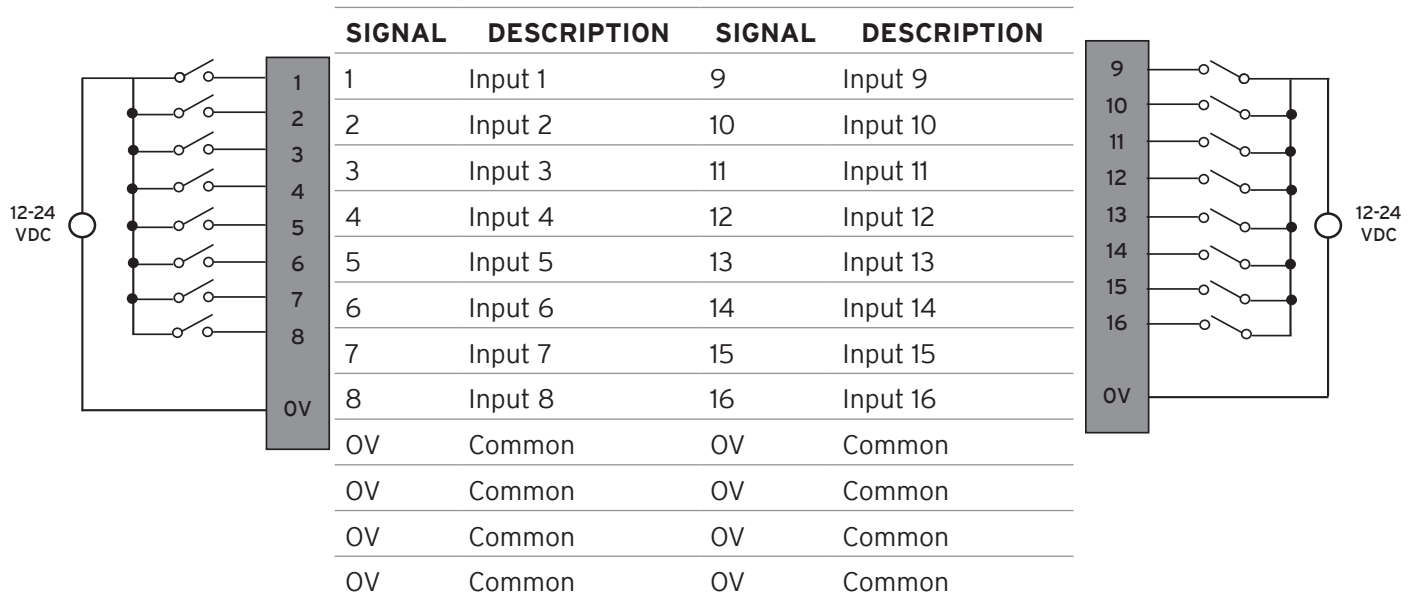 SIGNAL DESCRIPTION SIGNAL DESCRIPTION
1 Input 1 9 Input 9
2 Input 2 10 Input 10
3 Input 3 11 Input 11
4 Input 4 12 Input 12
5 Input 5 13 Input 13
6 Input 6 14 Input 14
7 Input 7 15 Input 15
8 Input 8 16 Input 16
0V Common 0V Common
0V Common 0V Common
0V Common 0V Common
0V Common 0V Common
12-24
VDC
1
2
3
4
5
6
7
8
0V
9
10
11
12
13
14
15
16
0V
12-24
VDC